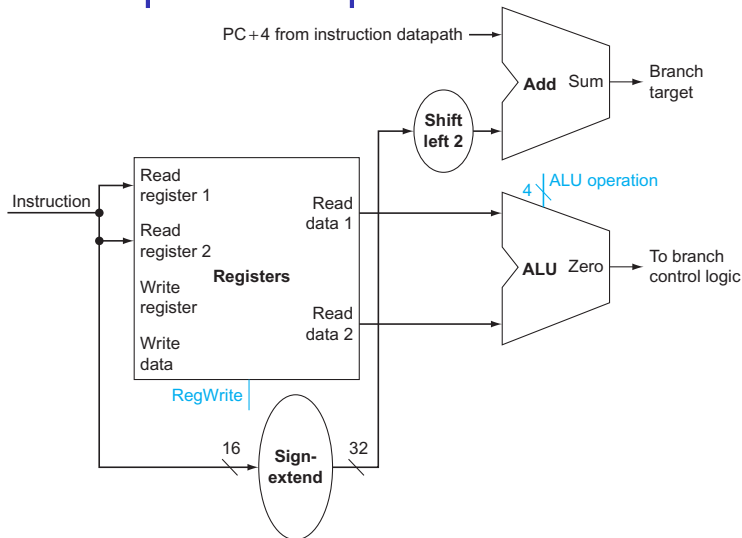 PC+4 from instruction datapath
Add Sum
Branch
target
Shift
left 2
Instruction
Read
register 1
Read
register 2
Write
register
Write
data
Registers
Read
data 1
Read
data 2
RegWrite
4
ALU operation
ALU Zero
To branch
control logic
16
Sign-
extend
32